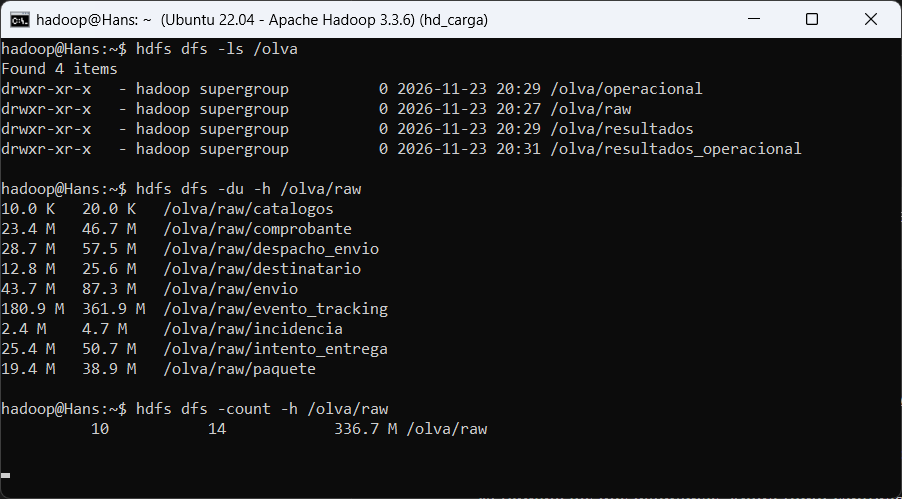 hadoop@Hans: ~  (Ubuntu 22.04 - Apache Hadoop 3.3.6) (hd_carga)
hadoop@Hans:~$ hdfs dfs -ls /olva
Found 4 items
drwxr-xr-x   - hadoop supergroup          0 2026-11-23 20:29 /olva/operacional
drwxr-xr-x   - hadoop supergroup          0 2026-11-23 20:27 /olva/raw
drwxr-xr-x   - hadoop supergroup          0 2026-11-23 20:29 /olva/resultados
drwxr-xr-x   - hadoop supergroup          0 2026-11-23 20:31 /olva/resultados_operacional
hadoop@Hans:~$ hdfs dfs -du -h /olva/raw
10.0 K   20.0 K   /olva/raw/catalogos
23.4 M   46.7 M   /olva/raw/comprobante
28.7 M   57.5 M   /olva/raw/despacho_envio
12.8 M   25.6 M   /olva/raw/destinatario
43.7 M   87.3 M   /olva/raw/envio
180.9 M  361.9 M  /olva/raw/evento_tracking
2.4 M    4.7 M    /olva/raw/incidencia
25.4 M   50.7 M   /olva/raw/intento_entrega
19.4 M   38.9 M   /olva/raw/paquete
hadoop@Hans:~$ hdfs dfs -count -h /olva/raw
          10           14            336.7 M /olva/raw